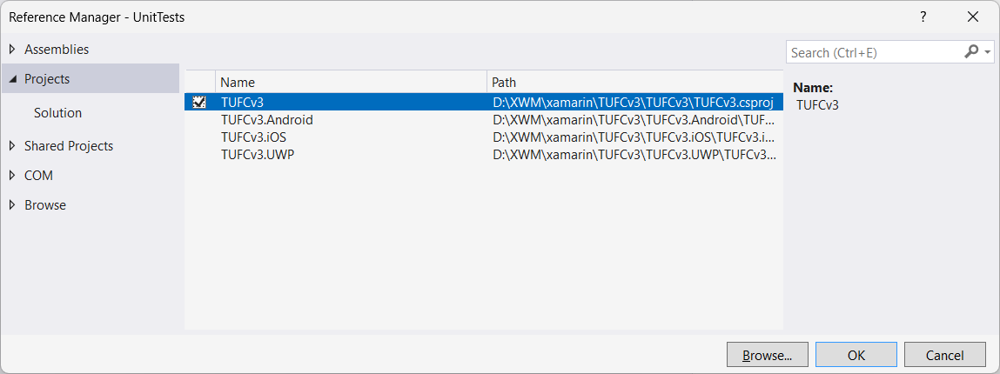 Reference Manager - UnitTests ?
Assemblies
Projects
Solution
Shared Projects
COM
Browse
Name Path
TUFCv3 D:\XWM\xamarin\TUFCv3\TUFCv3\TUFCv3.csproj
TUFCv3.Android D:\XWM\xamarin\TUFCv3\TUFCv3.Android\TUF...
TUFCv3.iOS D:\XWM\xamarin\TUFCv3\TUFCv3.iOS\TUFCv3.i...
TUFCv3.UWP D:\XWM\xamarin\TUFCv3\TUFCv3.UWP\TUFCv3...
Search (Ctrl+E)
Name:
TUFCv3
Browse... OK Cancel